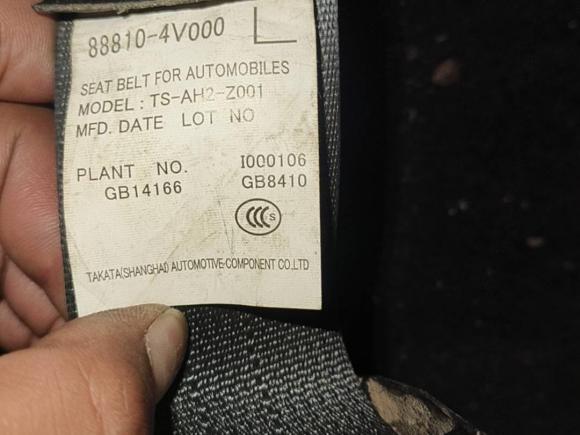 88810-4V000 L
SEAT BELT FOR AUTOMOBILES
MODEL : TS-AH2-Z001
MFD. DATE LOT NO
PLANT NO. I000106
GB14166 GB8410
CCC S
TAKATA(SHANGHAI) AUTOMOTIVE-COMPONENT CO.,LTD